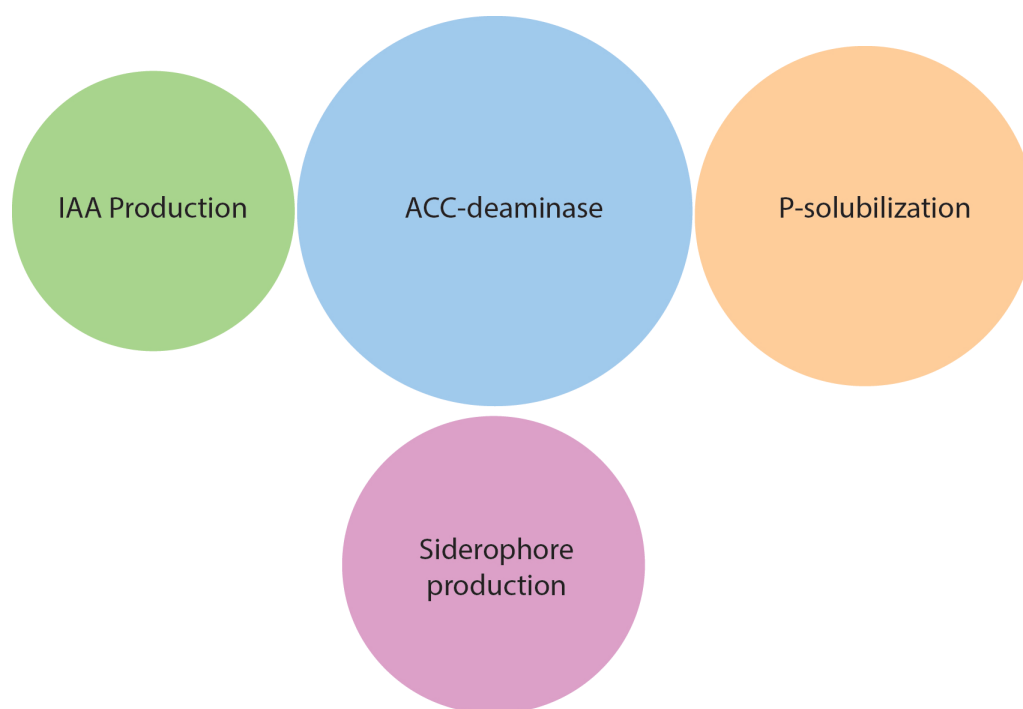 IAA Production
ACC-deaminase
P-solubilization
Siderophore
production